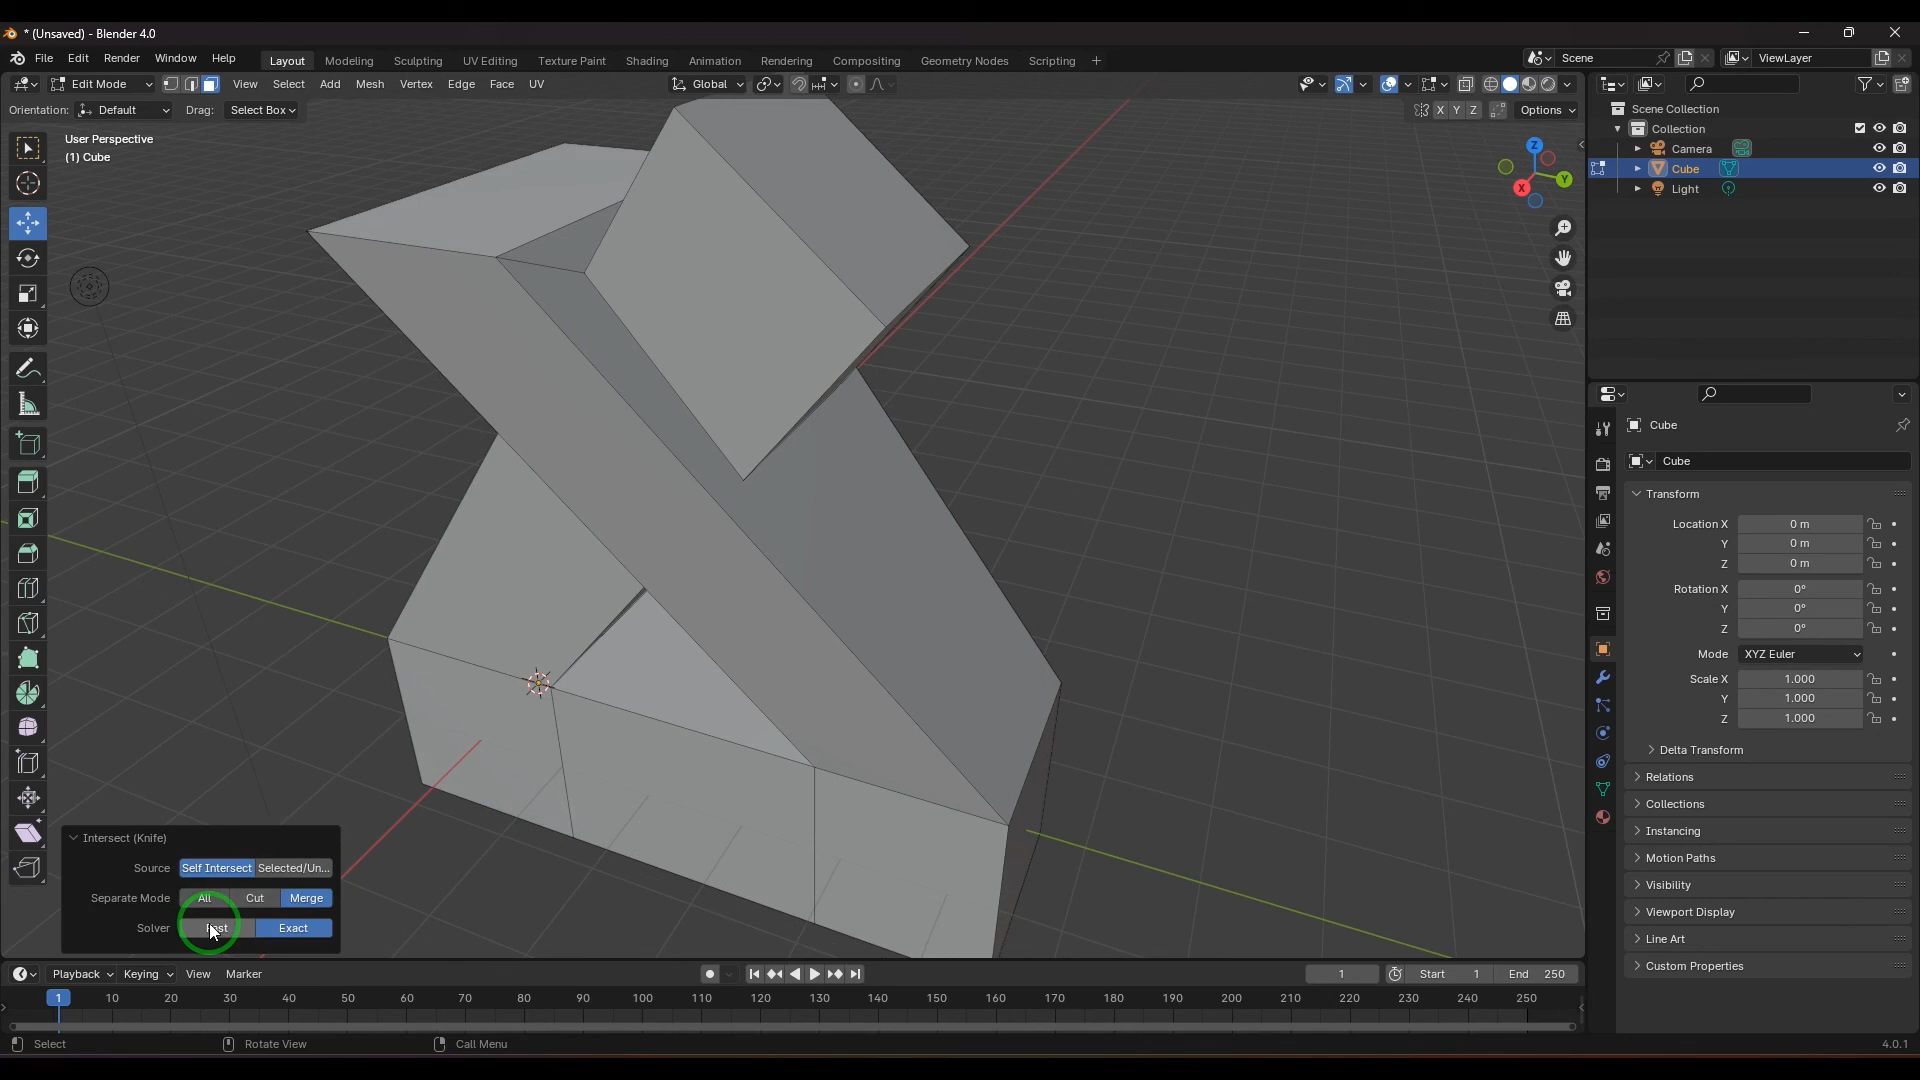 * (Unsaved) - Blender 4.0
File Edit Render Window Help Layout Modeling Sculpting UV Editing Texture Paint Shading Animation Rendering Compositing Geometry Nodes Scripting + Scene ViewLayer
Edit Mode View Select Add Mesh Vertex Edge Face UV Global
Orientation: Default Drag: Select Box X Y Z Options
User Perspective
(1) Cube
Z
Y
X
Scene Collection
Collection
Camera
Cube
Light
Cube
Cube
Transform
Location X 0 m
Y 0 m
Z 0 m
Rotation X 0°
Y 0°
Z 0°
Mode XYZ Euler
Scale X 1.000
Y 1.000
Z 1.000
Delta Transform
Relations
Collections
Instancing
Motion Paths
Visibility
Viewport Display
Line Art
Custom Properties
Intersect (Knife)
Source Self Intersect Selected/Un...
Separate Mode All Cut Merge
Solver Exact
Playback Keying View Marker 1 Start 1 End 250
1 10 20 30 40 50 60 70 80 90 100 110 120 130 140 150 160 170 180 190 200 210 220 230 240 250
Select Rotate View Call Menu 4.0.1